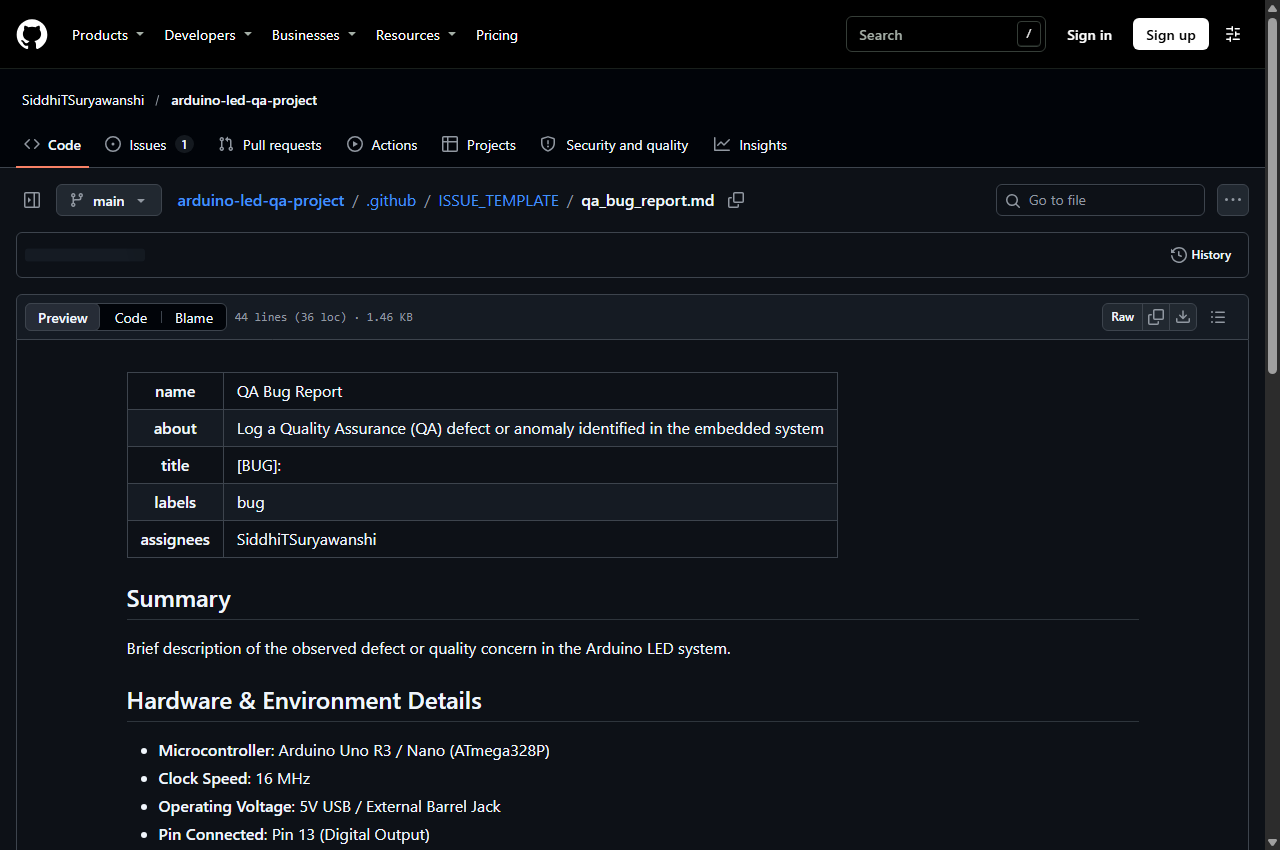 Products Developers Businesses Resources Pricing Search / Sign in Sign up
SiddhiTSuryawanshi / arduino-led-qa-project
Code Issues 1 Pull requests Actions Projects Security and quality Insights
main arduino-led-qa-project / .github / ISSUE_TEMPLATE / qa_bug_report.md Go to file
History
Preview Code Blame 44 lines (36 loc) · 1.46 KB Raw
name QA Bug Report
about Log a Quality Assurance (QA) defect or anomaly identified in the embedded system
title [BUG]:
labels bug
assignees SiddhiTSuryawanshi
Summary
Brief description of the observed defect or quality concern in the Arduino LED system.
Hardware & Environment Details
• Microcontroller: Arduino Uno R3 / Nano (ATmega328P)
• Clock Speed: 16 MHz
• Operating Voltage: 5V USB / External Barrel Jack
• Pin Connected: Pin 13 (Digital Output)